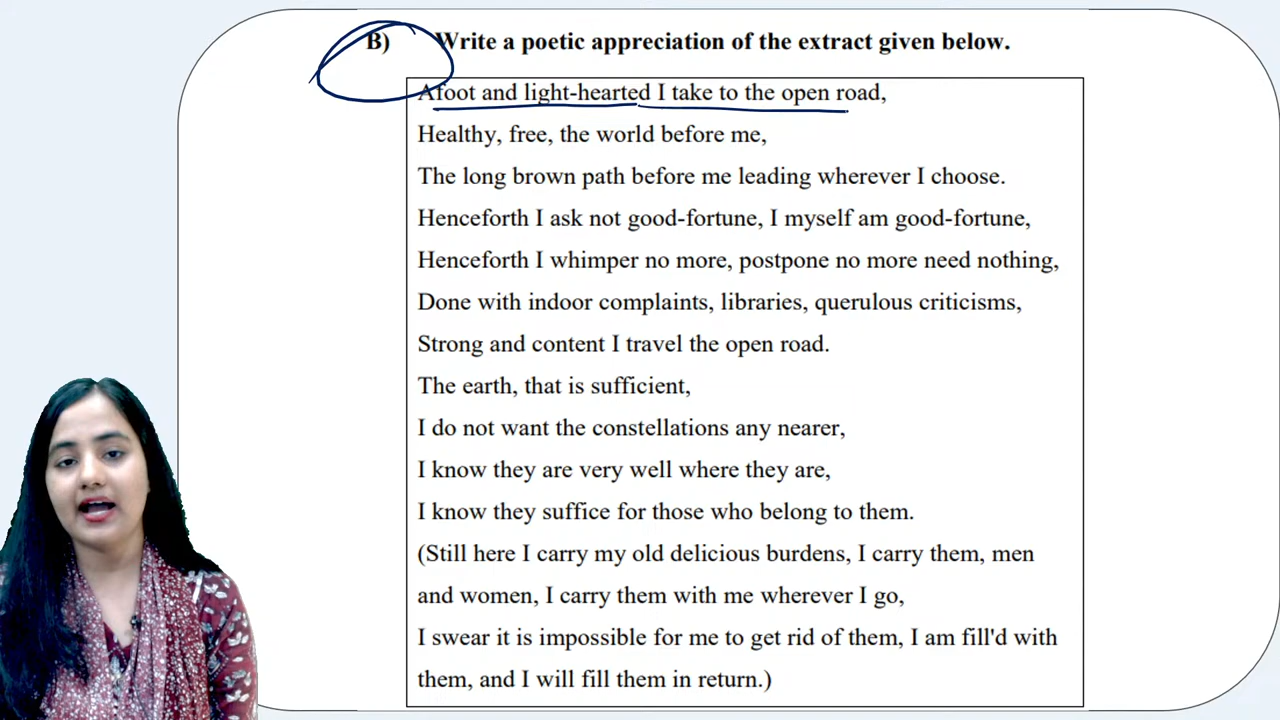 B) Write a poetic appreciation of the extract given below.
Afoot and light-hearted I take to the open road,
Healthy, free, the world before me,
The long brown path before me leading wherever I choose.
Henceforth I ask not good-fortune, I myself am good-fortune,
Henceforth I whimper no more, postpone no more need nothing,
Done with indoor complaints, libraries, querulous criticisms,
Strong and content I travel the open road.
The earth, that is sufficient,
I do not want the constellations any nearer,
I know they are very well where they are,
I know they suffice for those who belong to them.
(Still here I carry my old delicious burdens, I carry them, men
and women, I carry them with me wherever I go,
I swear it is impossible for me to get rid of them, I am fill'd with
them, and I will fill them in return.)